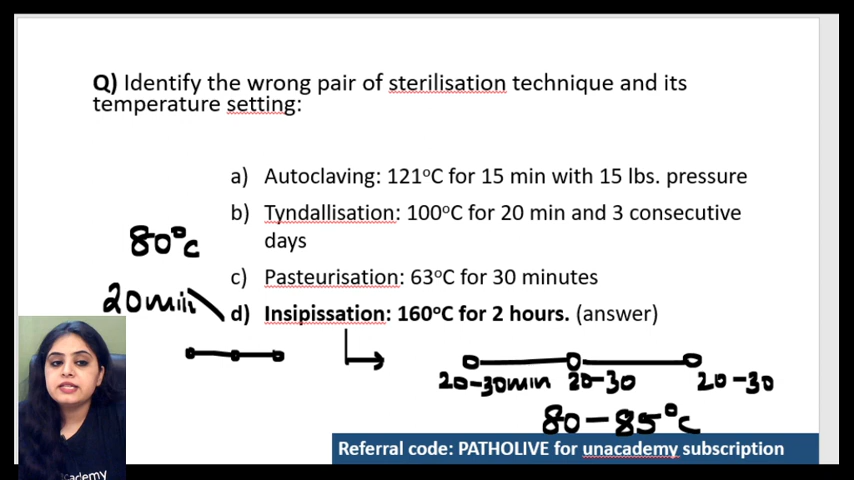 Q) Identify the wrong pair of sterilisation technique and its
temperature setting:
a) Autoclaving: 121°C for 15 min with 15 lbs. pressure
b) Tyndallisation: 100°C for 20 min and 3 consecutive
days
80°C
c) Pasteurisation: 63°C for 30 minutes
20min
d) Insipissation: 160°C for 2 hours. (answer)
20-30min 20-30 20-30
80-85°C
Referral code: PATHOLIVE for unacademy subscription
cademy